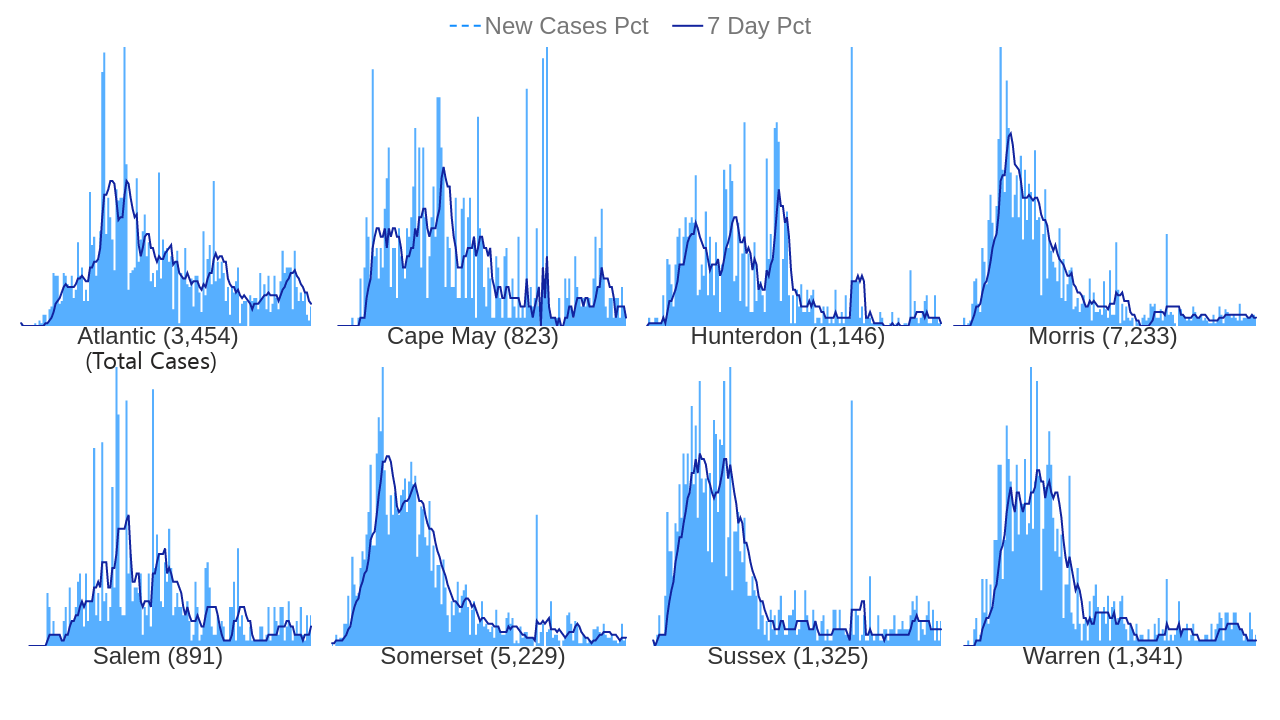 New Cases Pct 7 Day Pct
Atlantic (3,454) Cape May (823) Hunterdon (1,146) Morris (7,233)
(Total Cases)
Salem (891) Somerset (5,229) Sussex (1,325) Warren (1,341)